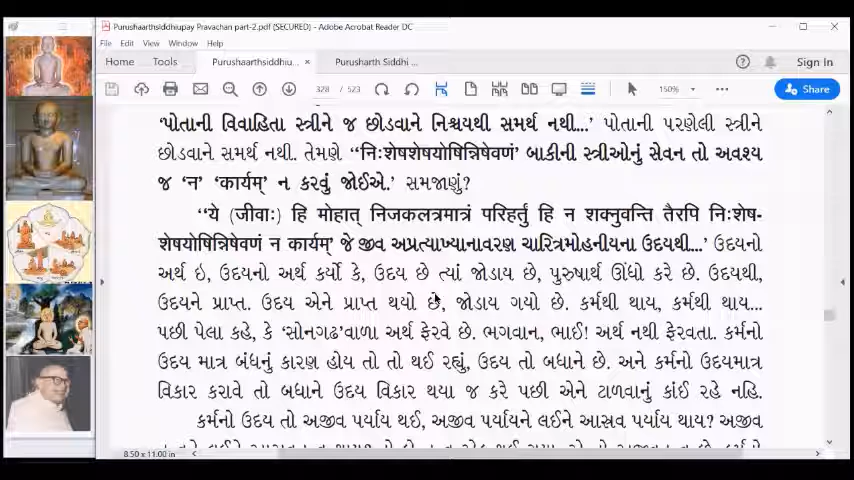 Purushaarthsiddhiupay Pravachan part-2.pdf (SECURED) - Adobe Acrobat Reader DC
File Edit View Window Help
Home Tools Purushaarthsiddhiu... × Purusharth Siddhi ... Sign In
328 / 523 150% Share
'પોતાની વિવાહિતા સ્ત્રીને જ છોડવાને નિશ્ચયથી સમર્થ નથી...' પોતાની પરણેલી સ્ત્રીને
છોડવાને સમર્થ નથી. તેમણે ''નિઃશેષશેષયોષિન્નિષેવણં' બાકીની સ્ત્રીઓનું સેવન તો અવશ્ય
જ 'ન' 'કાર્યમ્' ન કરવું જોઈએ.' સમજાણું?
''યે (જીવાઃ) હિ મોહાત્ નિજકલત્રમાત્રં પરિહર્તું હિ ન શક્નુવન્તિ તૈરપિ નિઃશેષ-
શેષયોષિન્નિષેવણં ન કાર્યમ્' જે જીવ અપ્રત્યાખ્યાનાવરણ ચારિત્રમોહનીયના ઉદયથી...' ઉદયનો
અર્થ ઇ, ઉદયનો અર્થ કર્યો કે, ઉદય છે ત્યાં જોડાય છે, પુરુષાર્થ ઊંધો કરે છે. ઉદયથી,
ઉદયને પ્રાપ્ત. ઉદય એને પ્રાપ્ત થયો છે, જોડાય ગયો છે. કર્મથી થાય, કર્મથી થાય...
પછી પેલા કહે, કે 'સોનગઢ'વાળા અર્થ ફેરવે છે. ભગવાન, ભાઈ! અર્થ નથી ફેરવતા. કર્મનો
ઉદય માત્ર બંધનું કારણ હોય તો તો થઈ રહ્યું, ઉદય તો બધાને છે. અને કર્મનો ઉદયમાત્ર
વિકાર કરાવે તો બધાને ઉદય વિકાર થયા જ કરે પછી એને ટાળવાનું કાંઈ રહે નહિ.
કર્મનો ઉદય તો અજીવ પર્યાય થઈ, અજીવ પર્યાયને લઈને આસ્રવ પર્યાય થાય? અજીવ
8.50 x 11.00 in